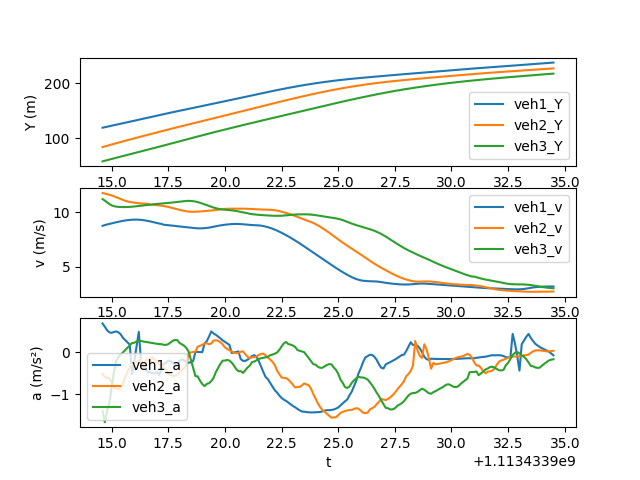 200
100
Y (m)
veh1_Y
veh2_Y
veh3_Y
15.0 17.5 20.0 22.5 25.0 27.5 30.0 32.5 35.0
10
5
v (m/s)
veh1_v
veh2_v
veh3_v
15.0 17.5 20.0 22.5 25.0 27.5 30.0 32.5 35.0
0
−1
a (m/s²)
veh1_a
veh2_a
veh3_a
15.0 17.5 20.0 22.5 25.0 27.5 30.0 32.5 35.0
t
+1.1134339e9